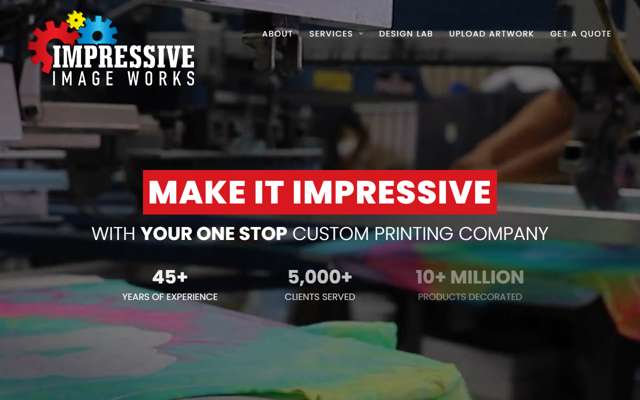 IMPRESSIVE
IMAGE WORKS
ABOUT SERVICES DESIGN LAB UPLOAD ARTWORK GET A QUOTE
MAKE IT IMPRESSIVE
WITH YOUR ONE STOP CUSTOM PRINTING COMPANY
45+ 5,000+ 10+ MILLION
YEARS OF EXPERIENCE CLIENTS SERVED PRODUCTS DECORATED